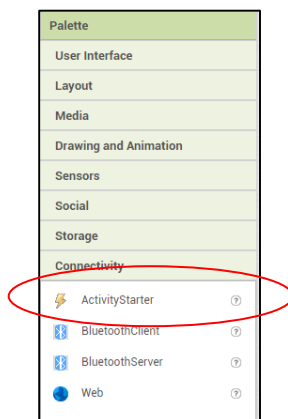 Palette
User Interface
Layout
Media
Drawing and Animation
Sensors
Social
Storage
Connectivity
ActivityStarter ?
BluetoothClient ?
BluetoothServer ?
Web ?